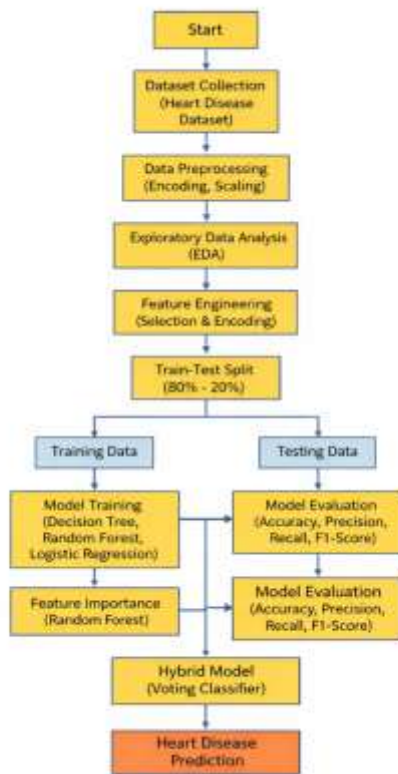 Start
Dataset Collection
(Heart Disease
Dataset)
Data Preprocessing
(Encoding, Scaling)
Exploratory Data Analysis
(EDA)
Feature Engineering
(Selection & Encoding)
Train-Test Split
(80% - 20%)
Training Data
Testing Data
Model Training
(Decision Tree,
Random Forest,
Logistic Regression)
Model Evaluation
(Accuracy, Precision,
Recall, F1-Score)
Feature Importance
(Random Forest)
Model Evaluation
(Accuracy, Precision,
Recall, F1-Score)
Hybrid Model
(Voting Classifier)
Heart Disease
Prediction